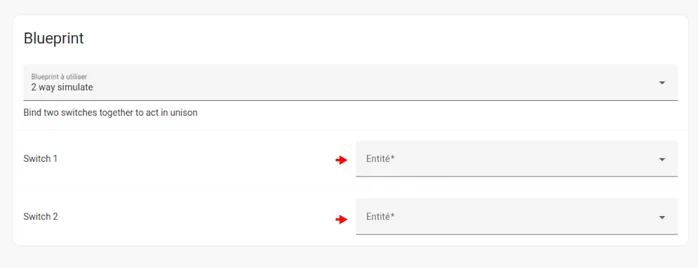 Blueprint
Blueprint à utiliser
2 way simulate
Bind two switches together to act in unison
Switch 1
Entité*
Switch 2
Entité*